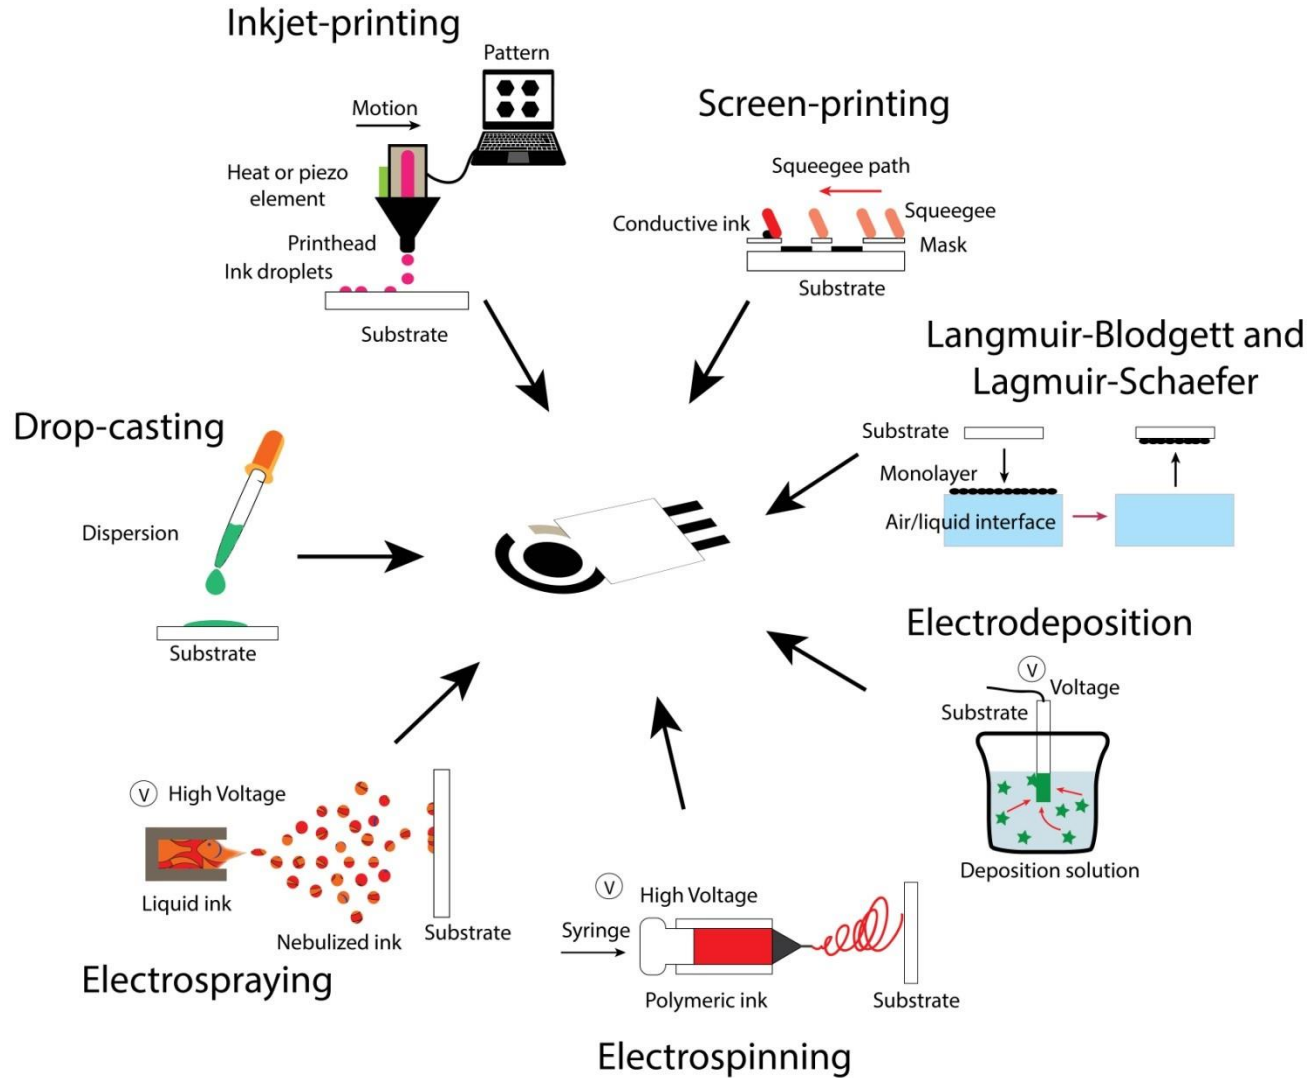 Inkjet-printing
Pattern
Motion
Heat or piezo
element
Printhead
Ink droplets
Substrate
Screen-printing
Squeegee path
Conductive ink
Squeegee
Mask
Substrate
Langmuir-Blodgett and
Lagmuir-Schaefer
Substrate
Monolayer
Air/liquid interface
Drop-casting
Dispersion
Substrate
Electrodeposition
V
Voltage
Substrate
Deposition solution
V High Voltage
Liquid ink
Nebulized ink
Substrate
Electrospraying
V
High Voltage
Syringe
Polymeric ink
Substrate
Electrospinning